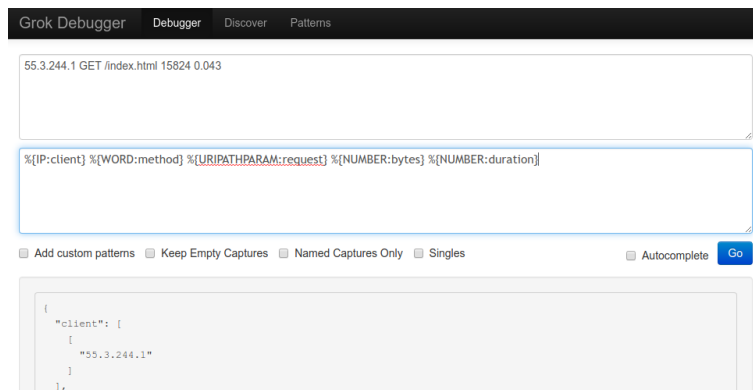 Grok Debugger Debugger Discover Patterns
55.3.244.1 GET /index.html 15824 0.043
%{IP:client} %{WORD:method} %{URIPATHPARAM:request} %{NUMBER:bytes} %{NUMBER:duration}
Add custom patterns Keep Empty Captures Named Captures Only Singles Autocomplete Go
{
"client": [
[
"55.3.244.1"
]
],